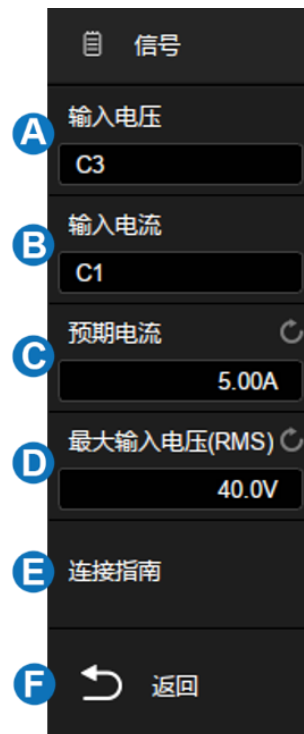 信号
A 输入电压
C3
B 输入电流
C1
C 预期电流
5.00A
D 最大输入电压(RMS)
40.0V
E 连接指南
F 返回